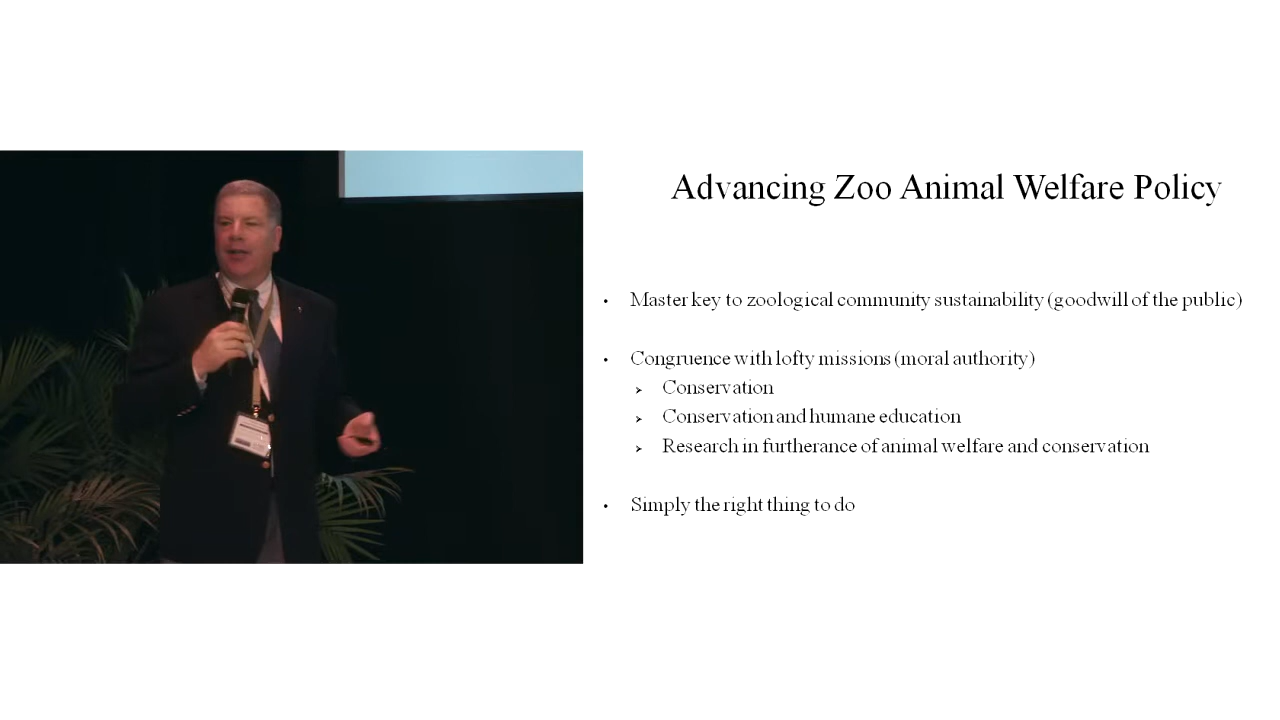 Advancing Zoo Animal Welfare Policy
• Master key to zoological community sustainability (goodwill of the public)
• Congruence with lofty missions (moral authority)
➢ Conservation
➢ Conservation and humane education
➢ Research in furtherance of animal welfare and conservation
• Simply the right thing to do